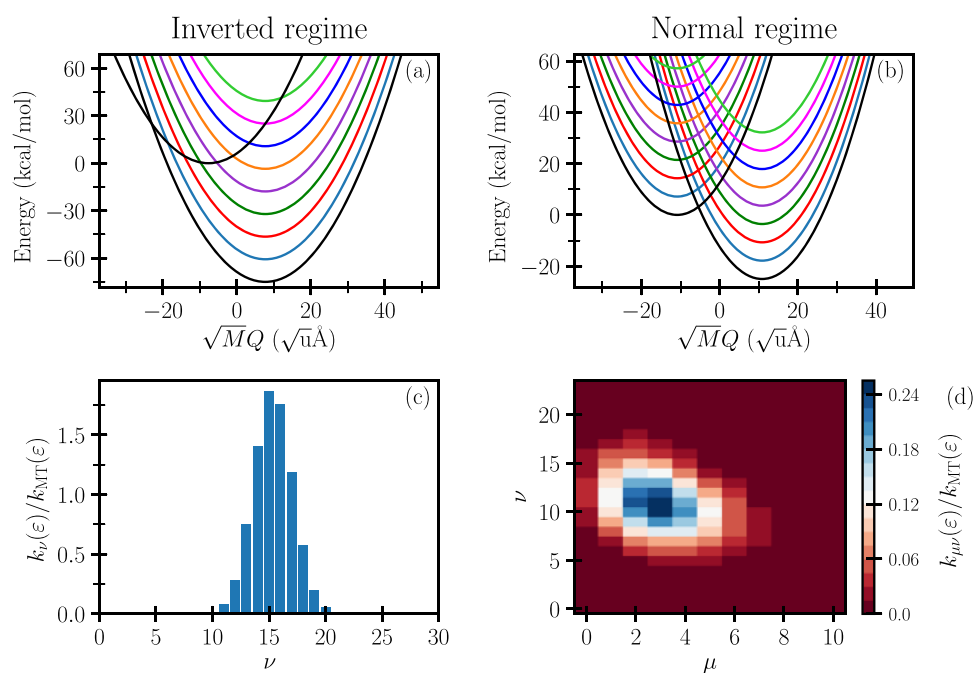 Inverted regime
Normal regime
(a)
60
30
0
−30
−60
Energy (kcal/mol)
−20 0 20 40
√MQ (√uÅ)
(b)
60
40
20
0
−20
Energy (kcal/mol)
−20 0 20 40
√MQ (√uÅ)
(c)
1.5
1.0
0.5
0.0
kν(ε)/kMT(ε)
0 5 10 15 20 25 30
ν
20
15
10
5
0
ν
0 2 4 6 8 10
μ
(d)
0.24
0.18
0.12
0.06
0.0
kμν(ε)/kMT(ε)